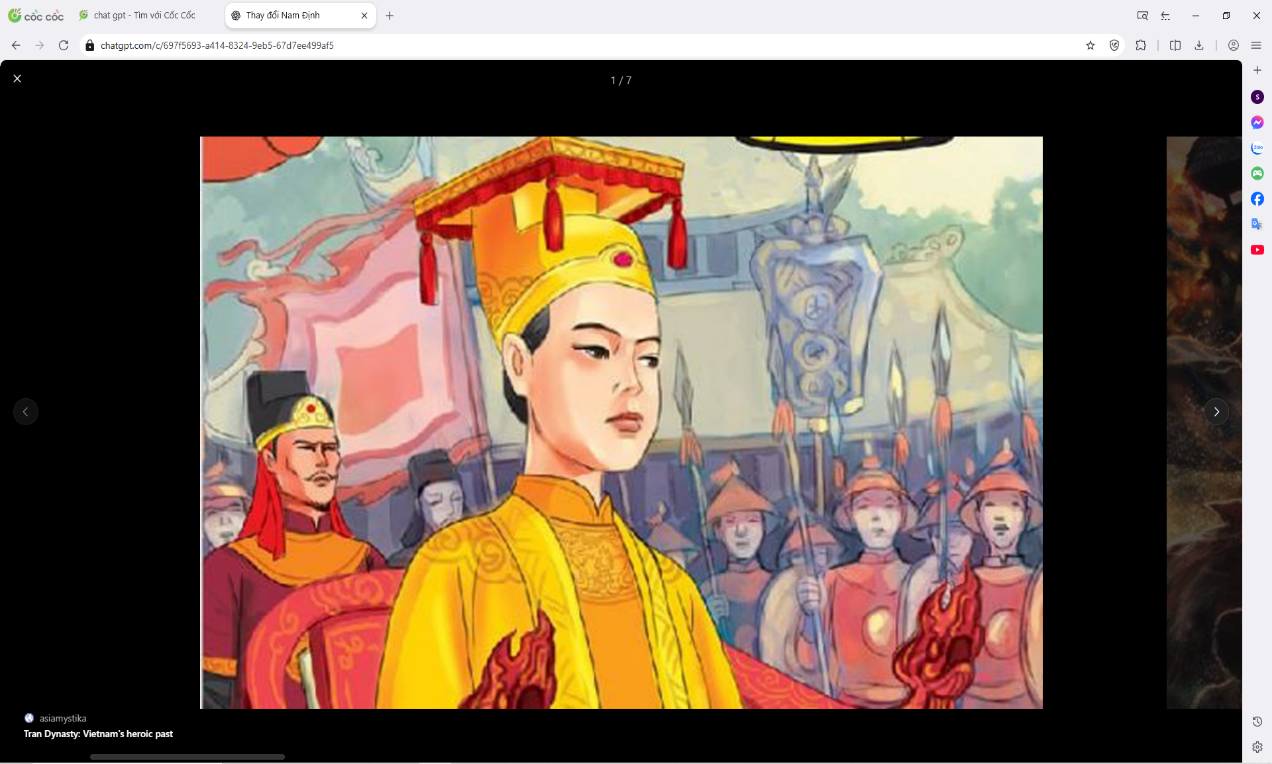 cốc cốc
chat gpt - Tìm với Cốc Cốc
Thay đổi Nam Định
chatgpt.com/c/697f5693-a414-8324-9eb5-67d7ee499af5
1 / 7
S
Zalo
asiamystika
Tran Dynasty: Vietnam's heroic past